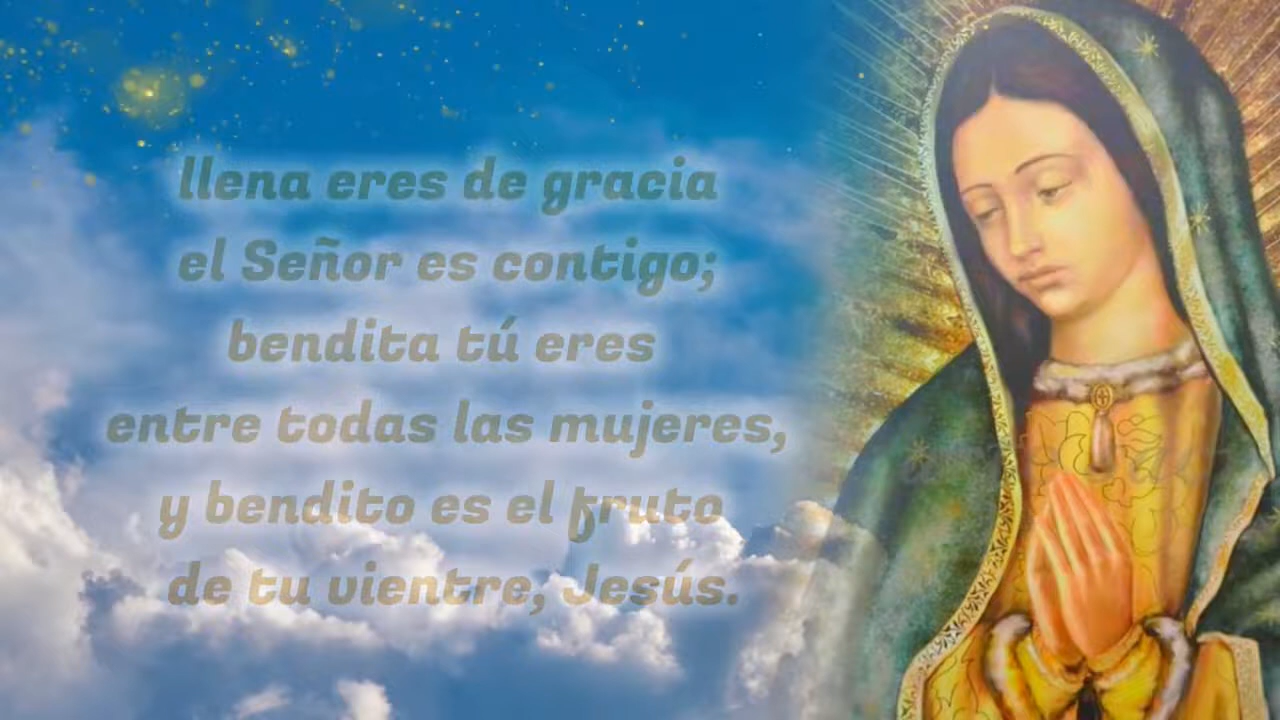 llena eres de gracia
el Señor es contigo;
bendita tú eres
entre todas las mujeres,
y bendito es el fruto
de tu vientre, Jesús.